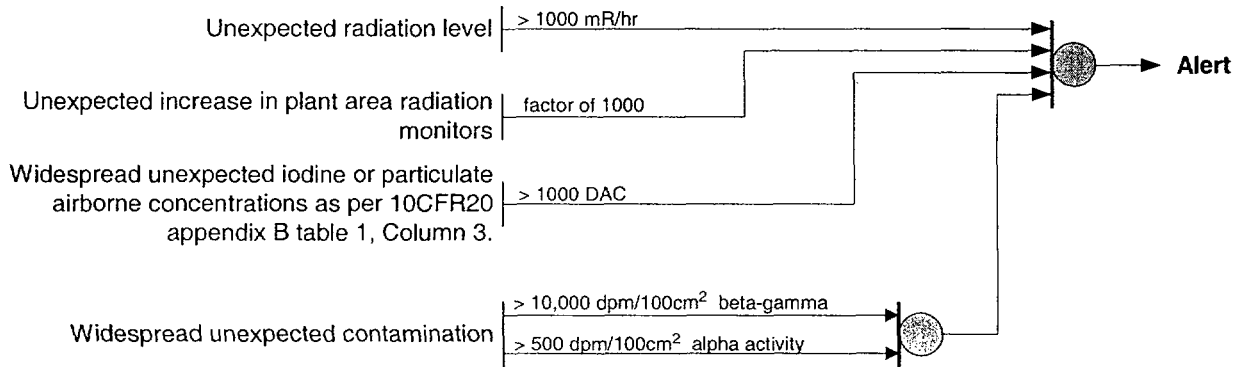 Unexpected radiation level
> 1000 mR/hr
Alert
Unexpected increase in plant area radiation
monitors
factor of 1000
Widespread unexpected iodine or particulate
airborne concentrations as per 10CFR20
appendix B table 1, Column 3.
> 1000 DAC
Widespread unexpected contamination
> 10,000 dpm/100cm² beta-gamma
> 500 dpm/100cm² alpha activity